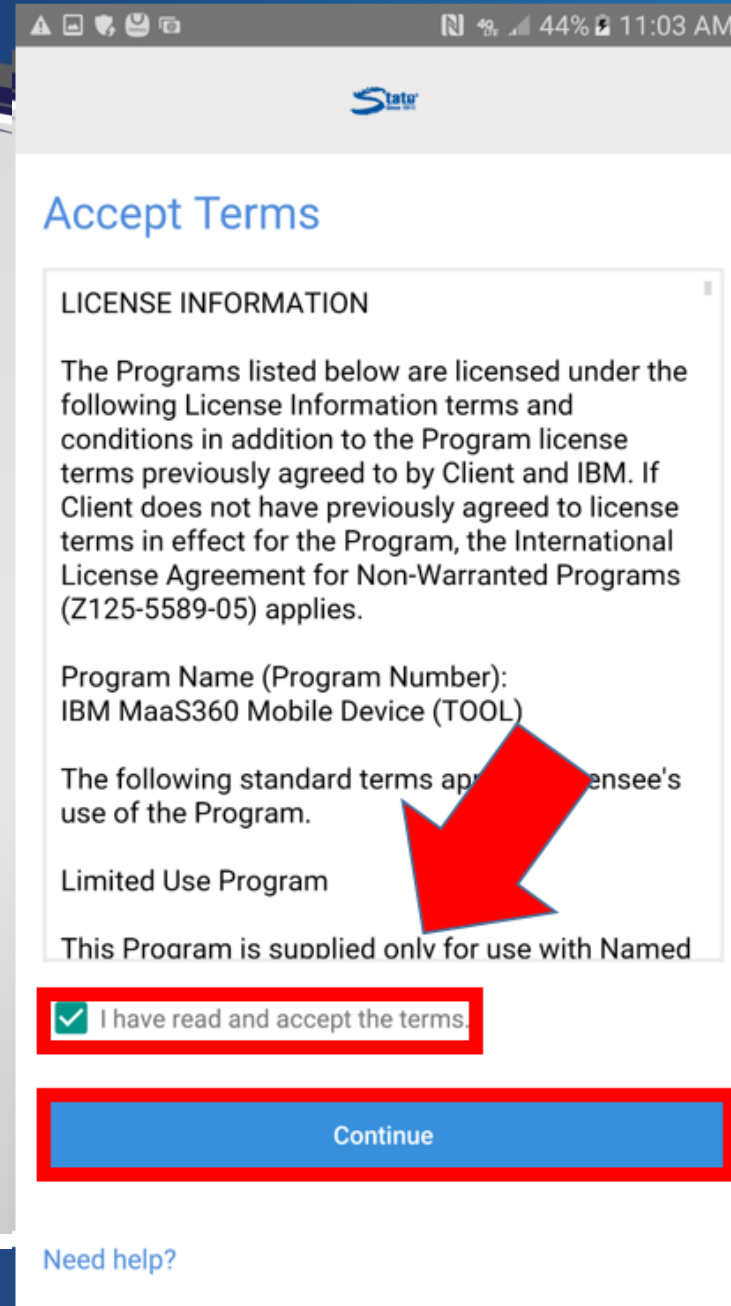 44% 11:03 AM
State
Accept Terms
LICENSE INFORMATION
The Programs listed below are licensed under the
following License Information terms and
conditions in addition to the Program license
terms previously agreed to by Client and IBM. If
Client does not have previously agreed to license
terms in effect for the Program, the International
License Agreement for Non-Warranted Programs
(Z125-5589-05) applies.
Program Name (Program Number):
IBM MaaS360 Mobile Device (TOOL)
The following standard terms ensee's
use of the Program.
Limited Use Program
This Program is supplied only for use with Named
I have read and accept the terms.
Continue
Need help?